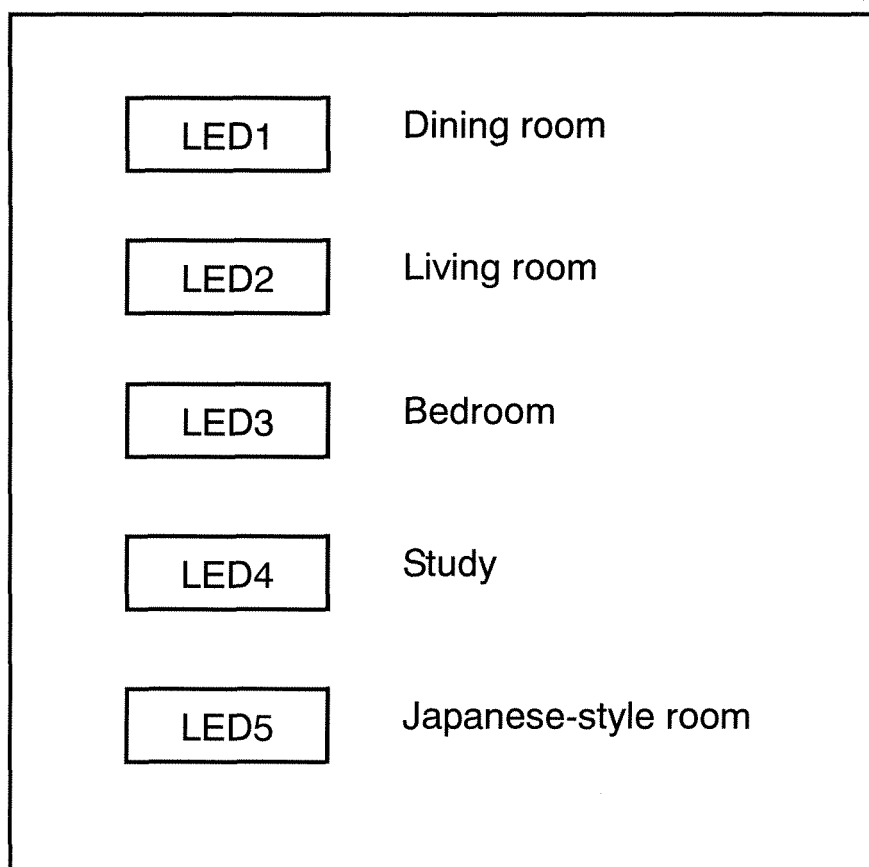 LED1 Dining room
LED2 Living room
LED3 Bedroom
LED4 Study
LED5 Japanese-style room